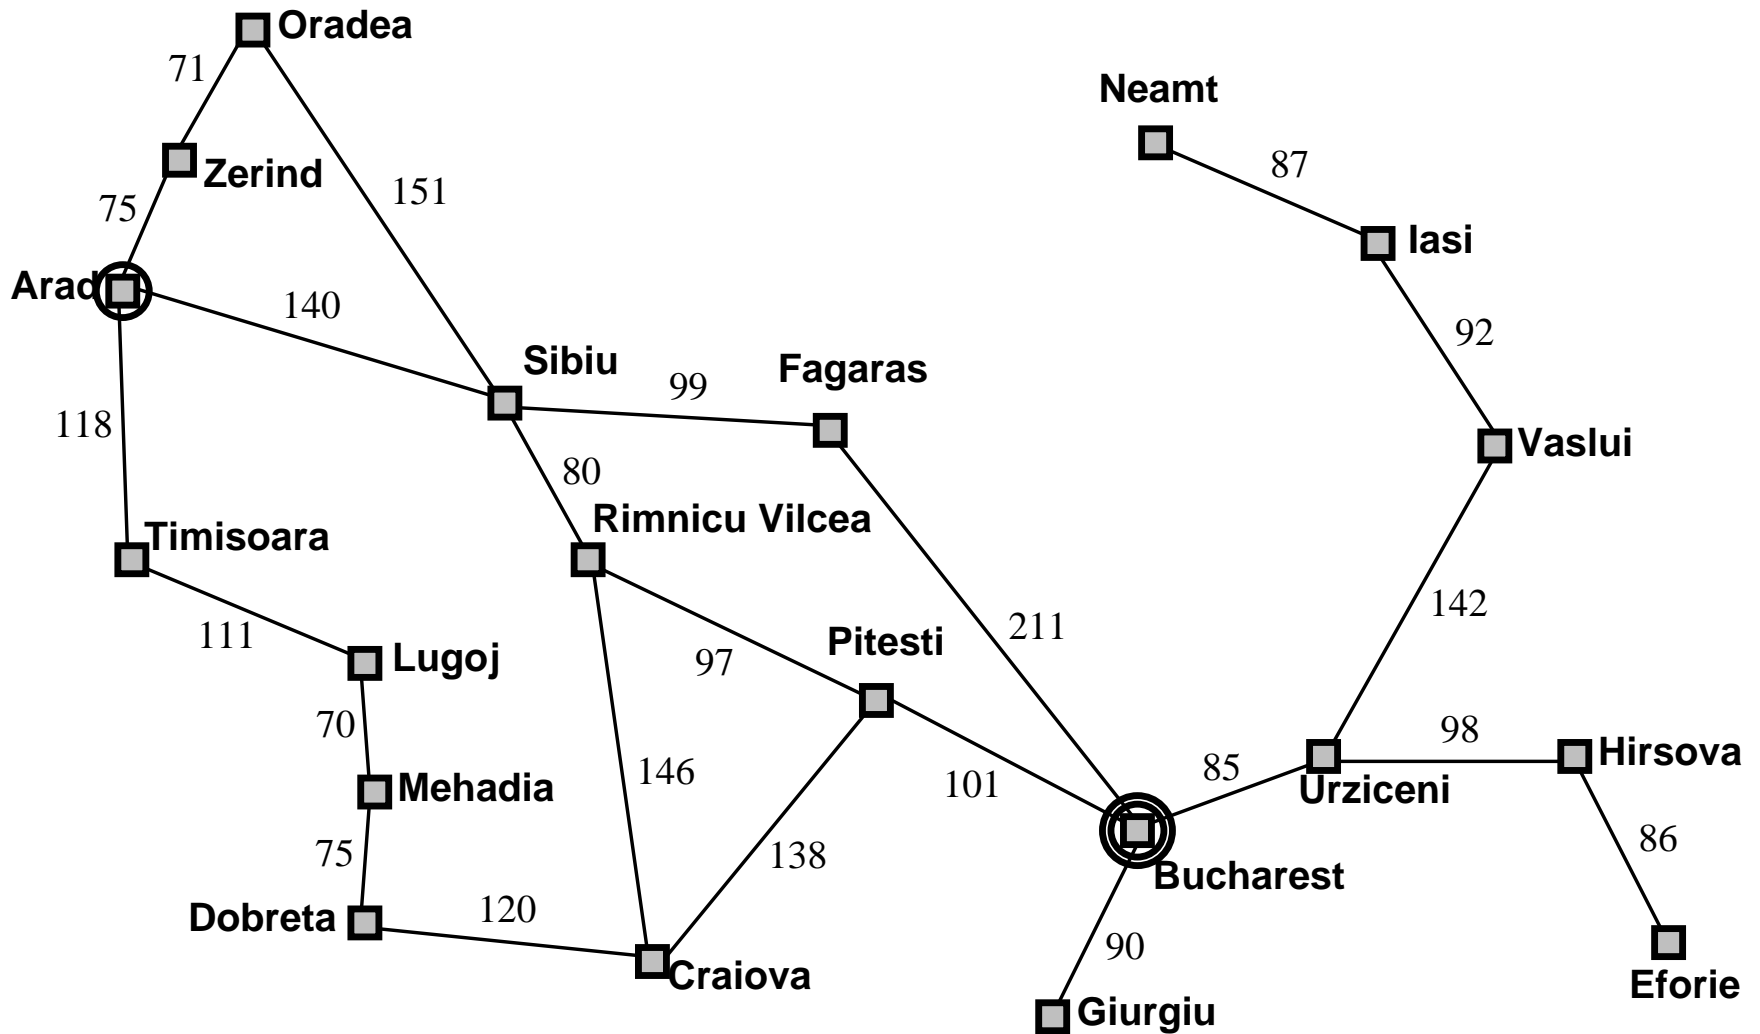 Oradea
71
Neamt
87
Zerind
151
75
Iasi
Arad
140
92
Sibiu
Fagaras
99
118
Vaslui
80
Rimnicu Vilcea
Timisoara
142
211
111
Pitesti
Lugoj
97
70
98
Hirsova
146
85
Mehadia
101
Urziceni
86
75
138
Bucharest
Dobreta
120
90
Craiova
Eforie
Giurgiu